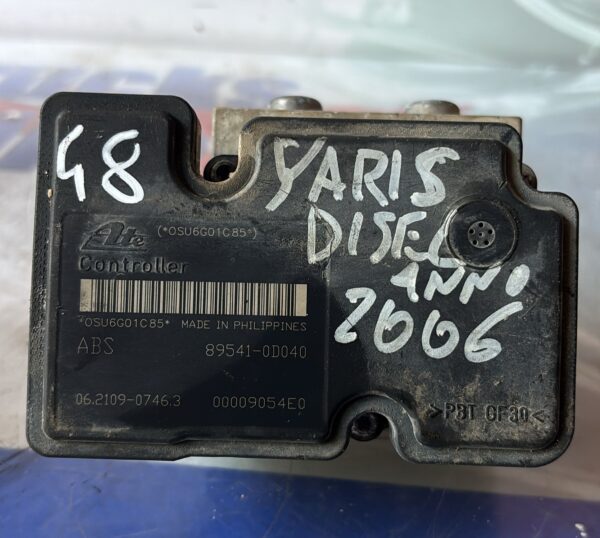 48
YARIS
DISEL
ANNO
2006
Ate (*OSU6G01C85*)
Controller
*OSU6G01C85* MADE IN PHILIPPINES
ABS 89541-0D040
06.2109-0746.3 00009054E0
>PBT GF30<